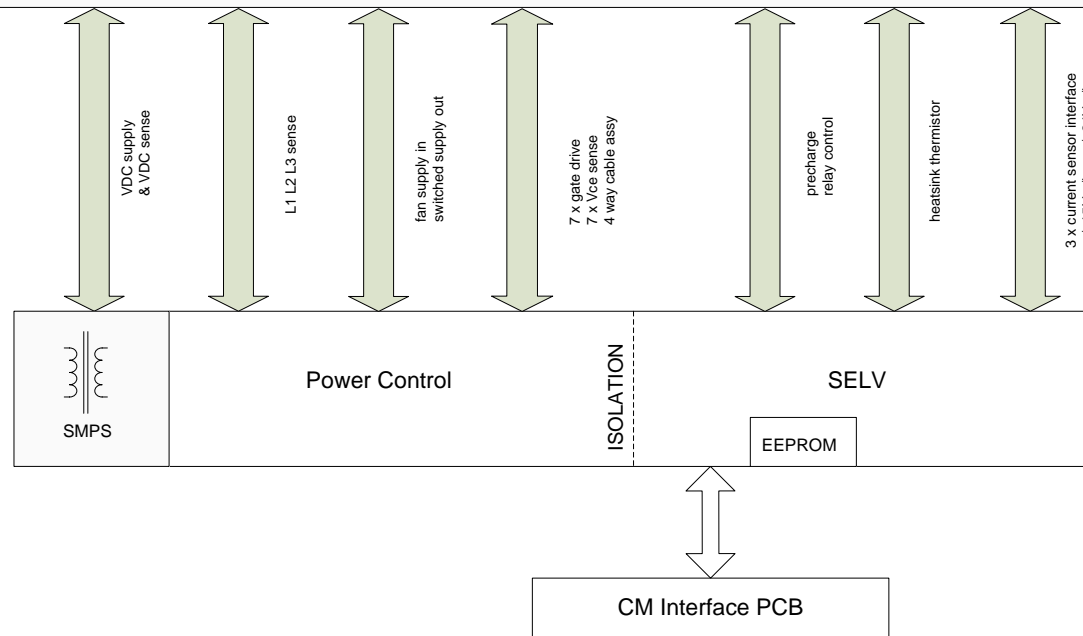 VDC supply
& VDC sense
L1 L2 L3 sense
fan supply in
switched supply out
7 x gate drive
7 x Vce sense
4 way cable assy
precharge
relay control
heatsink thermistor
3 x current sensor interface
SMPS
Power Control
ISOLATION
SELV
EEPROM
CM Interface PCB